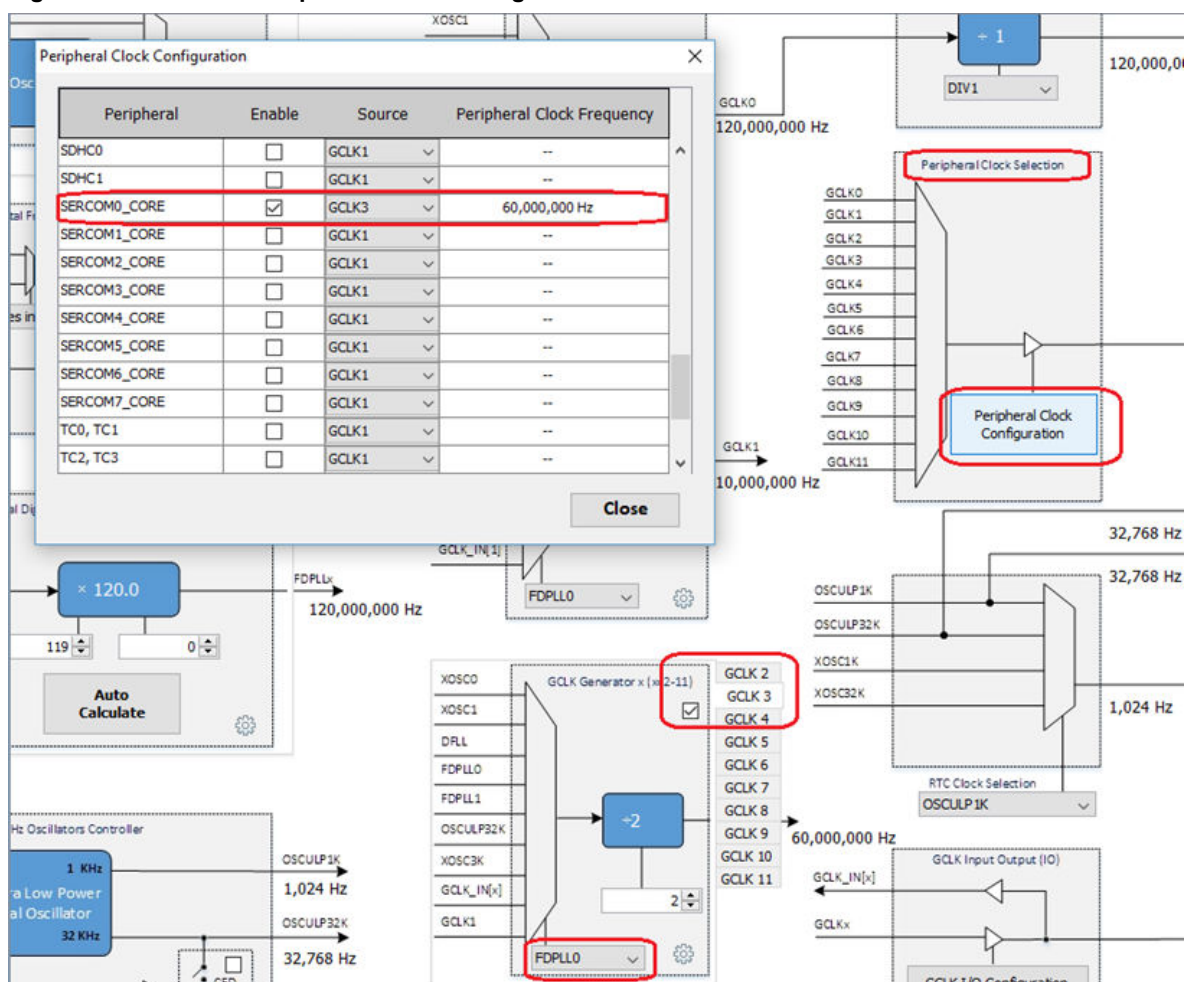 XOSC1
Peripheral Clock Configuration
Peripheral Enable Source Peripheral Clock Frequency
SDHC0 GCLK1 --
SDHC1 GCLK1 --
SERCOM0_CORE GCLK3 60,000,000 Hz
SERCOM1_CORE GCLK1 --
SERCOM2_CORE GCLK1 --
SERCOM3_CORE GCLK1 --
SERCOM4_CORE GCLK1 --
SERCOM5_CORE GCLK1 --
SERCOM6_CORE GCLK1 --
SERCOM7_CORE GCLK1 --
TC0, TC1 GCLK1 --
TC2, TC3 GCLK1 --
Close
GCLK0
120,000,000 Hz
÷ 1
DIV1
Peripheral Clock Selection
GCLK0
GCLK1
GCLK2
GCLK3
GCLK4
GCLK5
GCLK6
GCLK7
GCLK8
GCLK9
GCLK10
GCLK11
Peripheral Clock
Configuration
GCLK1
10,000,000 Hz
GCLK_IN[1]
FDPLL0
× 120.0
FDPLLx
120,000,000 Hz
119
0
Auto
Calculate
32,768 Hz
32,768 Hz
OSCULP1K
OSCULP32K
XOSC1K
XOSC32K
1,024 Hz
RTC Clock Selection
OSCULP1K
GCLK Generator x (x=2-11)
XOSC0
XOSC1
DFLL
FDPLL0
FDPLL1
OSCULP32K
XOSC3K
GCLK_IN[x]
GCLK1
÷2
2
FDPLL0
GCLK 2
GCLK 3
GCLK 4
GCLK 5
GCLK 6
GCLK 7
GCLK 8
GCLK 9
GCLK 10
GCLK 11
60,000,000 Hz
Hz Oscillators Controller
1 KHz
Low Power
Oscillator
32 KHz
OSCULP1K
1,024 Hz
OSCULP32K
32,768 Hz
GCLK Input Output (IO)
GCLK_IN[x]
GCLKx